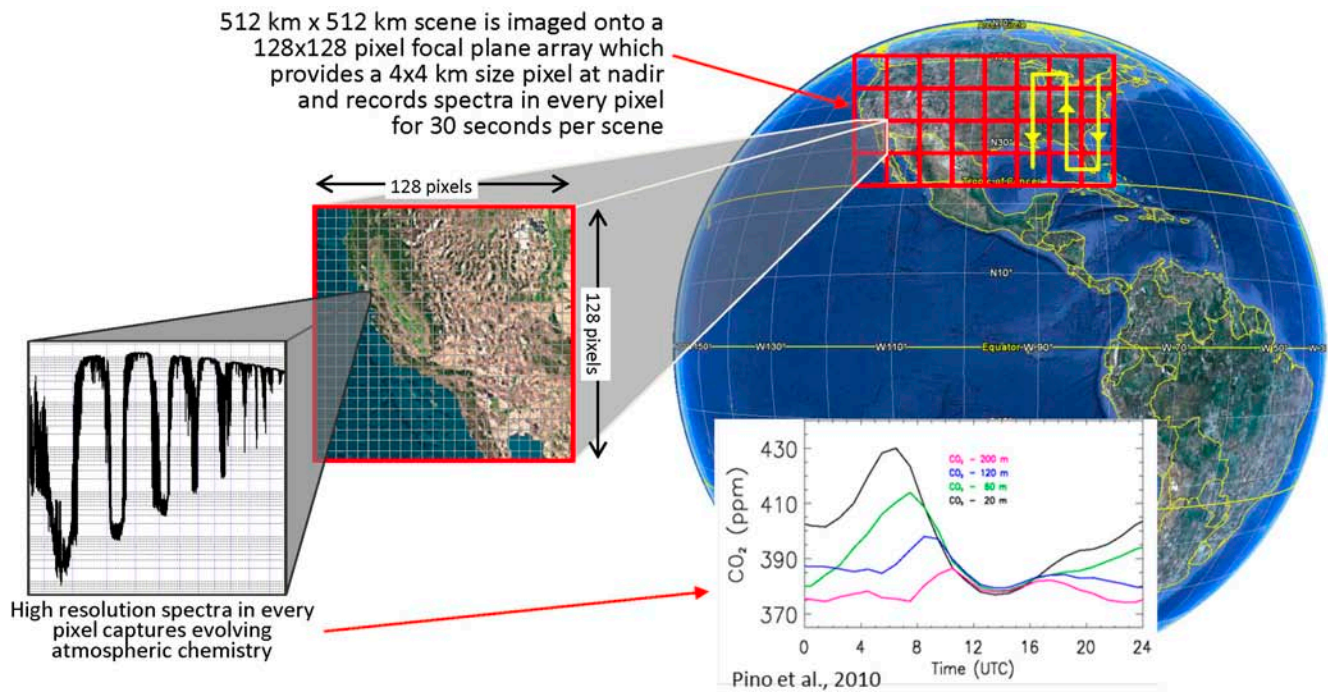 512 km x 512 km scene is imaged onto a
128x128 pixel focal plane array which
provides a 4x4 km size pixel at nadir
and records spectra in every pixel
for 30 seconds per scene
128 pixels
128 pixels
High resolution spectra in every
pixel captures evolving
atmospheric chemistry
N30°
Tropic of Cancer
N10°
W130°
W110°
Equator
W-90°
W-70°
W-50°
CO₂ (ppm)
430
410
390
370
CO₂ - 200 m
CO₂ - 120 m
CO₂ - 60 m
CO₂ - 20 m
0 4 8 12 16 20 24
Time (UTC)
Pino et al., 2010